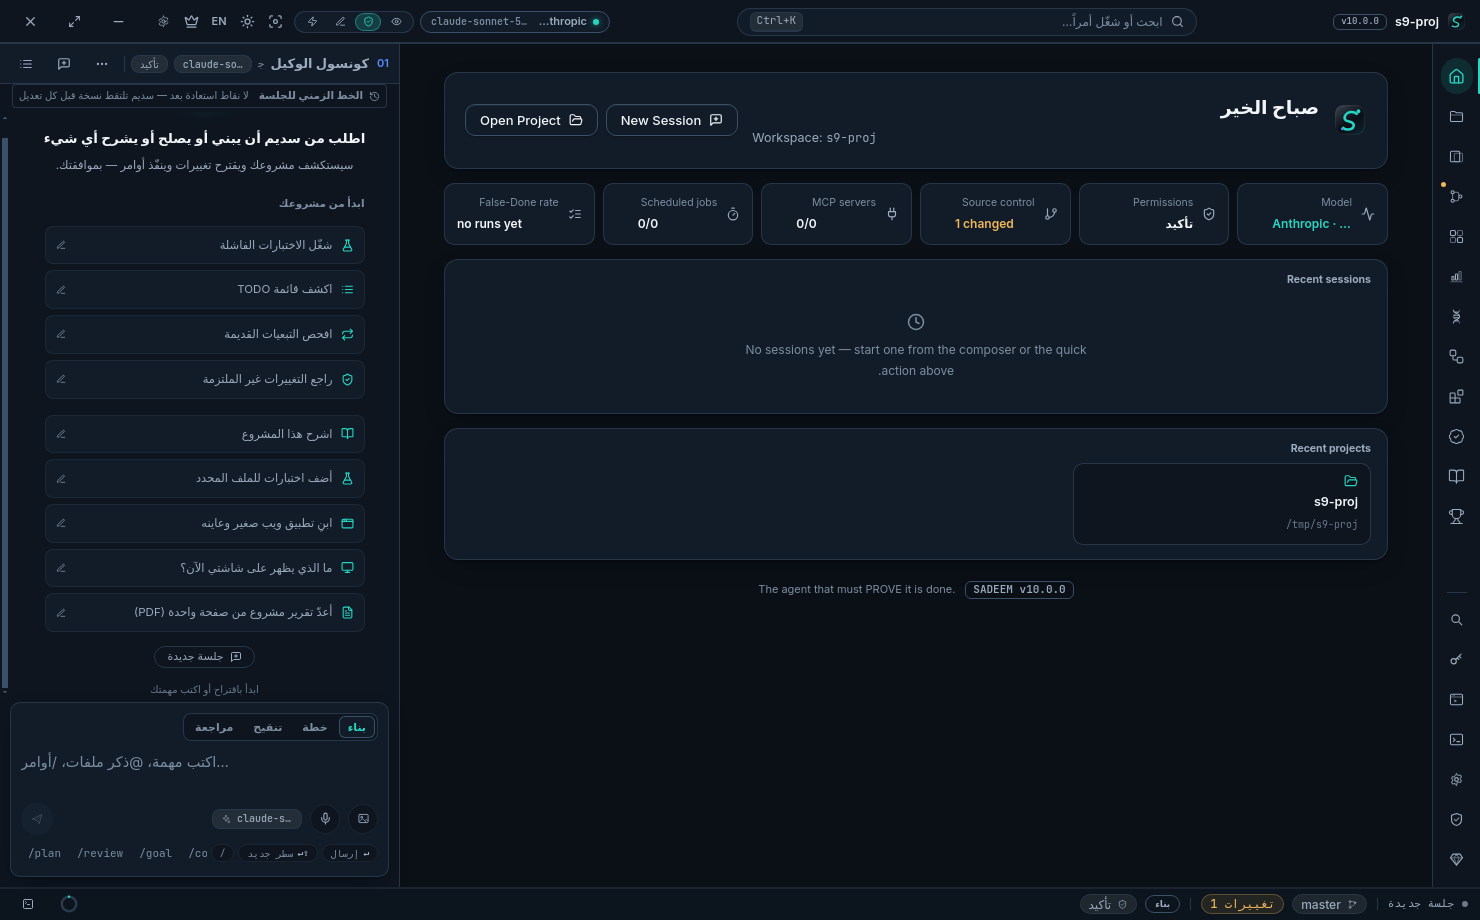 s9-proj
v10.0.0
ابحث أو شغّل أمراً...
Ctrl+K
...thropic
claude-sonnet-5…
EN
01
كونسول الوكيل
claude-so…
تأكيد
الخط الزمني للجلسة
لا نقاط استعادة بعد — سديم تلتقط نسخة قبل كل تعديل
اطلب من سديم أن يبني أو يصلح أو يشرح أي شيء
سيستكشف مشروعك ويقترح تغييرات وينفّذ أوامر — بموافقتك.
ابدأ من مشروعك
شغّل الاختبارات الفاشلة
اكشف قائمة TODO
افحص التبعيات القديمة
راجع التغييرات غير الملتزمة
اشرح هذا المشروع
أضف اختبارات للملف المحدد
ابنِ تطبيق ويب صغير وعاينه
ما الذي يظهر على شاشتي الآن؟
أعدّ تقرير مشروع من صفحة واحدة (PDF)
جلسة جديدة
ابدأ باقتراح أو اكتب مهمتك
بناء
خطة
تنقيح
مراجعة
اكتب مهمة، @ذكر ملفات، /أوامر...
claude-s…
↵ إرسال
⇧↵ سطر جديد
/
/plan /review /goal /co
صباح الخير
Workspace: s9-proj
New Session
Open Project
Model
Anthropic · …
Permissions
تأكيد
Source control
1 changed
MCP servers
0/0
Scheduled jobs
0/0
False-Done rate
no runs yet
Recent sessions
No sessions yet — start one from the composer or the quick
.action above
Recent projects
s9-proj
/tmp/s9-proj
The agent that must PROVE it is done.
SADEEM v10.0.0
جلسة جديدة
master
1 تغييرات
بناء
تأكيد